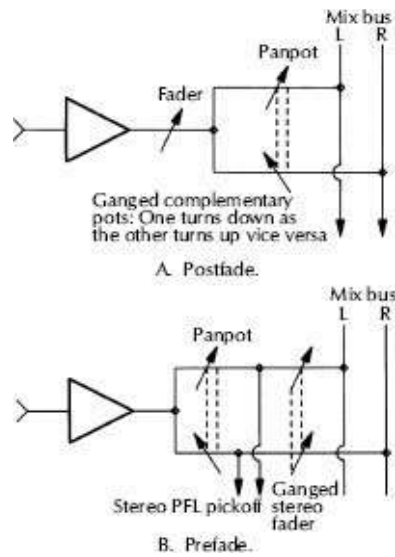 Mix bus
L R
Panpot
Fader
Ganged complementary
pots: One turns down as
the other turns up vice versa
A. Postfade.
Mix bus
L R
Panpot
Stereo PFL pickoff
Ganged
stereo
fader
B. Prefade.